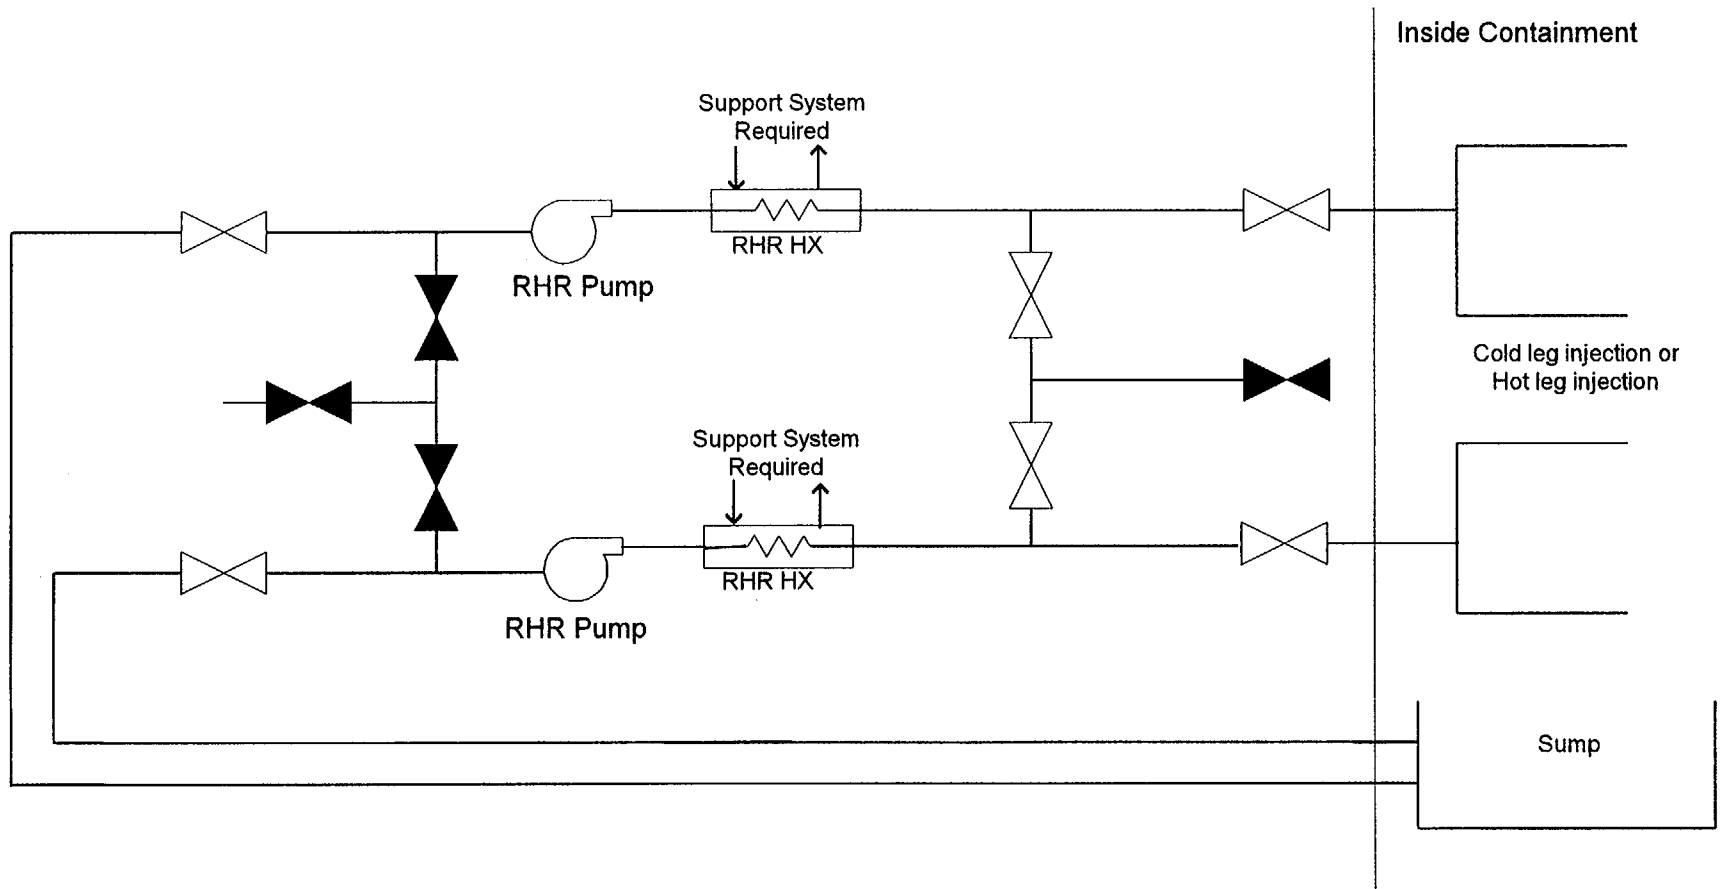 Inside Containment
Support System
Required
RHR HX
RHR Pump
Cold leg injection or
Hot leg injection
Support System
Required
RHR HX
RHR Pump
Sump